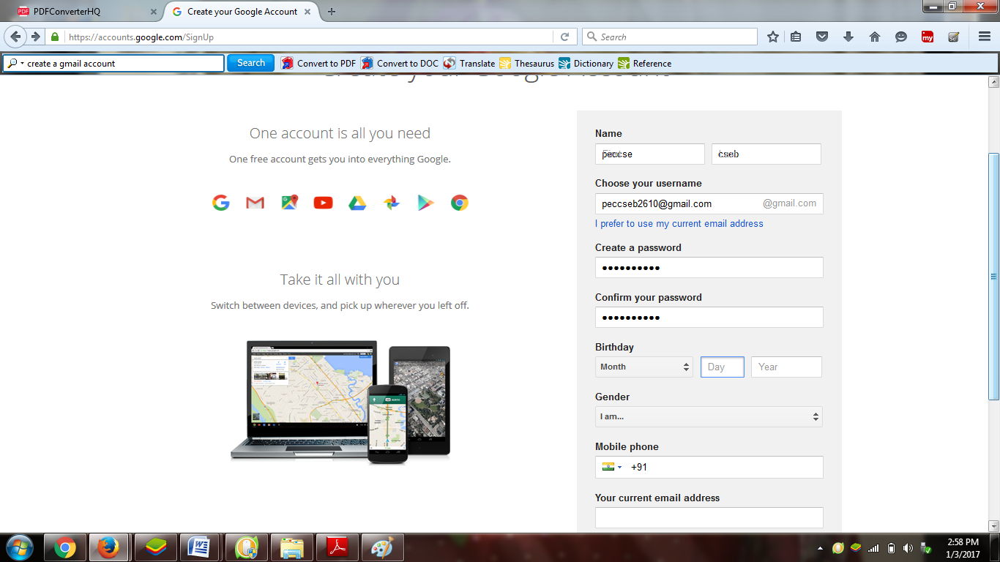 PDFConverterHQ
Create your Google Account
https://accounts.google.com/SignUp
Search
my
create a gmail account
Search
Convert to PDF
Convert to DOC
Translate
Thesaurus
Dictionary
Reference
Create your Google Account
One account is all you need
One free account gets you into everything Google.
Take it all with you
Switch between devices, and pick up wherever you left off.
Name
peccse
cseb
Choose your username
peccseb2610@gmail.com
@gmail.com
I prefer to use my current email address
Create a password
••••••••••
Confirm your password
••••••••••
Birthday
Month
Day
Year
Gender
I am...
Mobile phone
+91
Your current email address
2:58 PM
1/3/2017